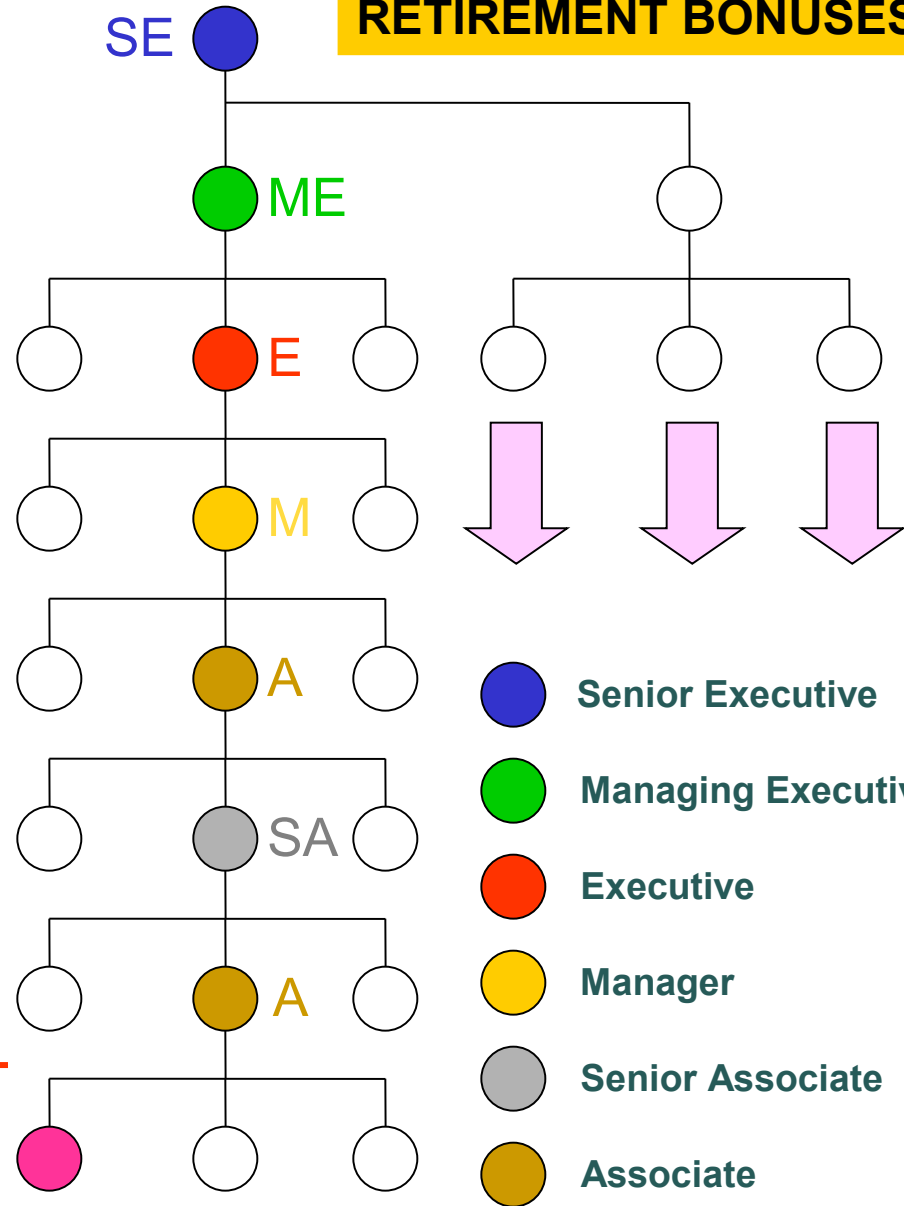 RETIREMENT BONUSES
SE
ME
E
M
A
SA
A
Senior Executive
Managing Executiv
Executive
Manager
Senior Associate
Associate